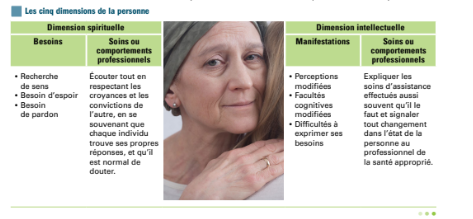 Les cinq dimensions de la personne
Dimension spirituelle
Besoins
Soins ou
comportements
professionnels
• Recherche
de sens
• Besoin d'espoir
• Besoin
de pardon
Écouter tout en
respectant les
croyances et les
convictions de
l'autre, en se
souvenant que
chaque individu
trouve ses propres
réponses, et qu'il
est normal de
douter.
Dimension intellectuelle
Manifestations
Soins ou
comportements
professionnels
• Perceptions
modifiées
• Facultés
cognitives
modifiées
• Difficultés à
exprimer ses
besoins
Expliquer les
soins d'assistance
effectués aussi
souvent qu'il le
faut et signaler
tout changement
dans l'état de la
personne au
professionnel de
la santé approprié.